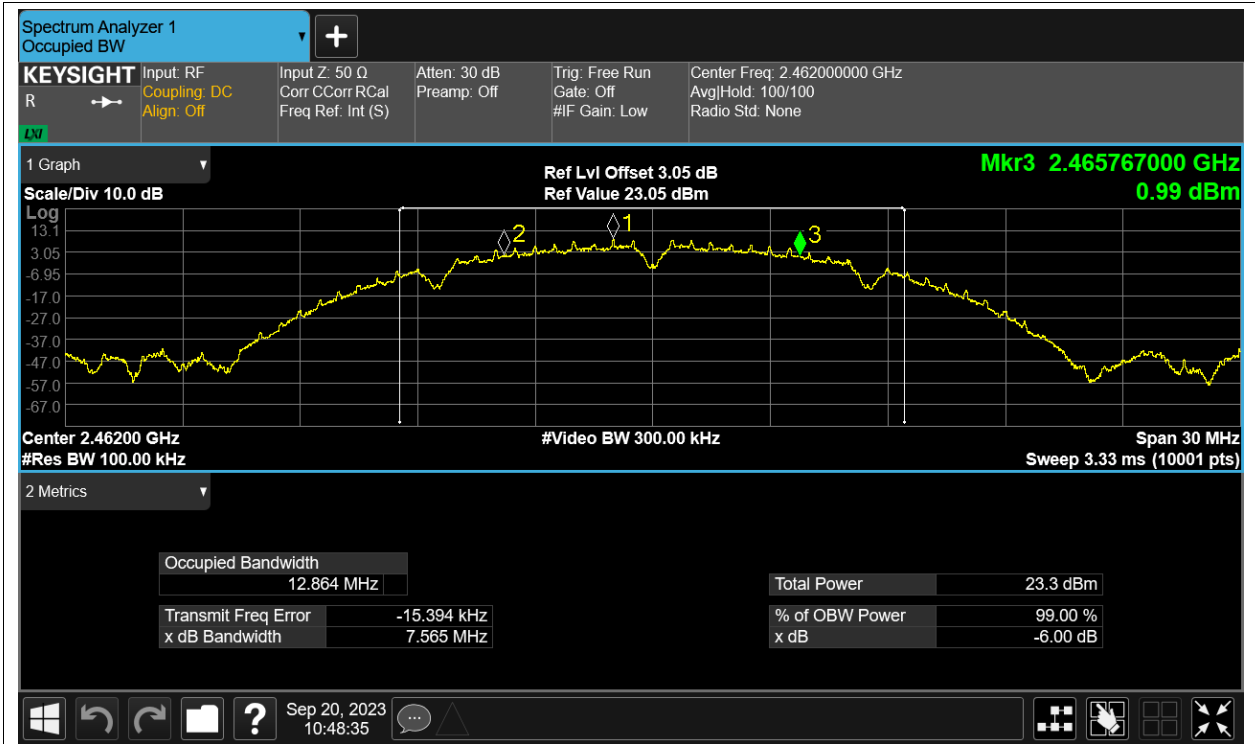 Spectrum Analyzer 1
Occupied BW
KEYSIGHT
R
LXI
Input: RF
Coupling: DC
Align: Off
Input Z: 50 Ω
Corr CCorr RCal
Freq Ref: Int (S)
Atten: 30 dB
Preamp: Off
Trig: Free Run
Gate: Off
#IF Gain: Low
Center Freq: 2.462000000 GHz
Avg|Hold: 100/100
Radio Std: None
1 Graph
Scale/Div 10.0 dB
Ref Lvl Offset 3.05 dB
Ref Value 23.05 dBm
Mkr3 2.465767000 GHz
0.99 dBm
Log
13.1
3.05
-6.95
-17.0
-27.0
-37.0
-47.0
-57.0
-67.0
2
1
3
Center 2.46200 GHz
#Video BW 300.00 kHz
Span 30 MHz
#Res BW 100.00 kHz
Sweep 3.33 ms (10001 pts)
2 Metrics
Occupied Bandwidth
12.864 MHz
Transmit Freq Error -15.394 kHz
x dB Bandwidth 7.565 MHz
Total Power 23.3 dBm
% of OBW Power 99.00 %
x dB -6.00 dB
Sep 20, 2023
10:48:35